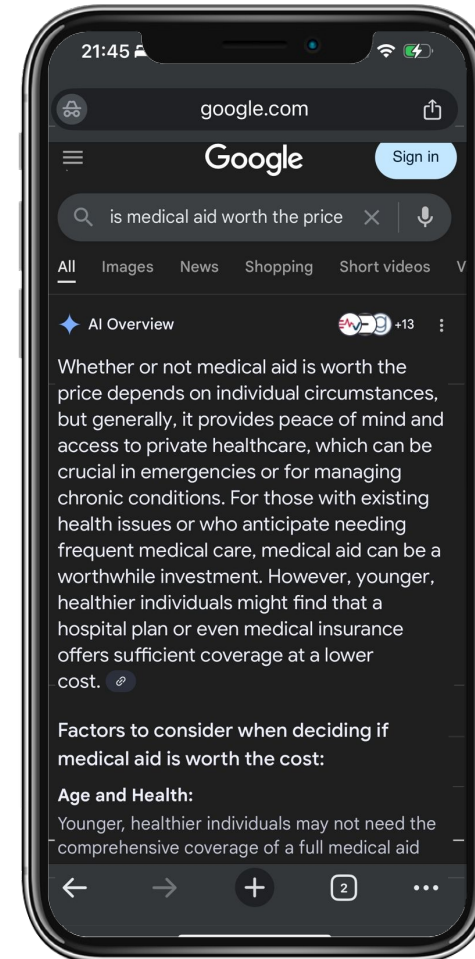 21:45
google.com
Google
Sign in
is medical aid worth the price
All Images News Shopping Short videos V
AI Overview
+13
Whether or not medical aid is worth the
price depends on individual circumstances,
but generally, it provides peace of mind and
access to private healthcare, which can be
crucial in emergencies or for managing
chronic conditions. For those with existing
health issues or who anticipate needing
frequent medical care, medical aid can be a
worthwhile investment. However, younger,
healthier individuals might find that a
hospital plan or even medical insurance
offers sufficient coverage at a lower
cost.
Factors to consider when deciding if
medical aid is worth the cost:
Age and Health:
Younger, healthier individuals may not need the
comprehensive coverage of a full medical aid
2